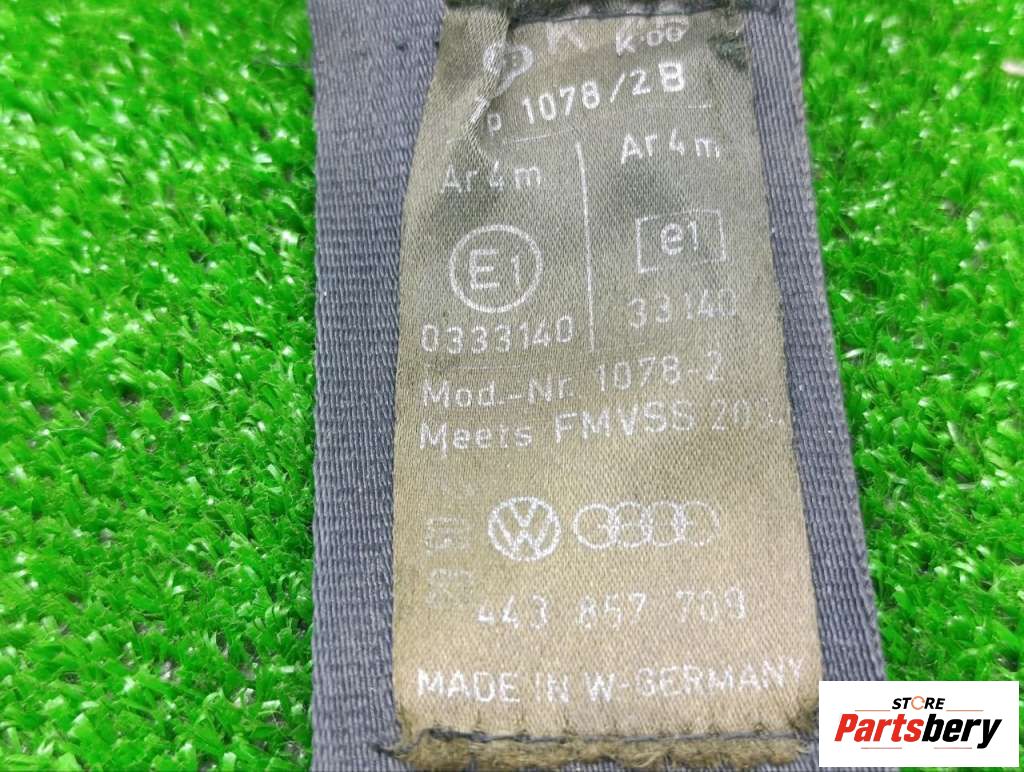 K K·00
1078/2B
Ar4m Ar4m
E1 e1
0333140 33140
Mod.-Nr. 1078-2
Meets FMVSS
443 857 709
MADE IN W-GERMANY
STORE
Partsbery